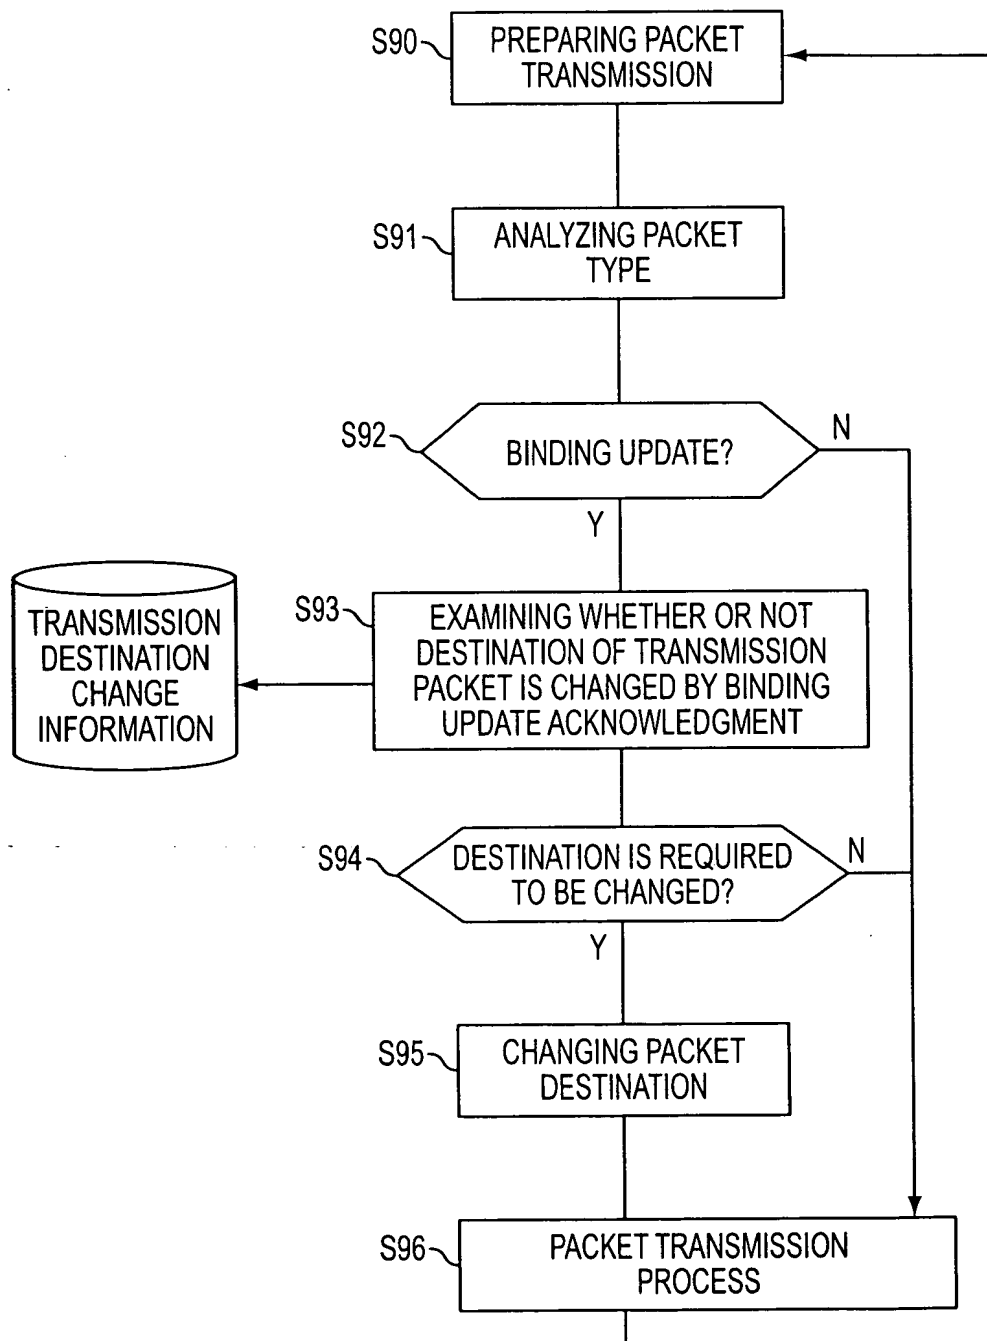 S90
PREPARING PACKET
TRANSMISSION
S91
ANALYZING PACKET
TYPE
S92
BINDING UPDATE?
N
Y
TRANSMISSION
DESTINATION
CHANGE
INFORMATION
S93
EXAMINING WHETHER OR NOT
DESTINATION OF TRANSMISSION
PACKET IS CHANGED BY BINDING
UPDATE ACKNOWLEDGMENT
S94
DESTINATION IS REQUIRED
TO BE CHANGED?
N
Y
S95
CHANGING PACKET
DESTINATION
S96
PACKET TRANSMISSION
PROCESS